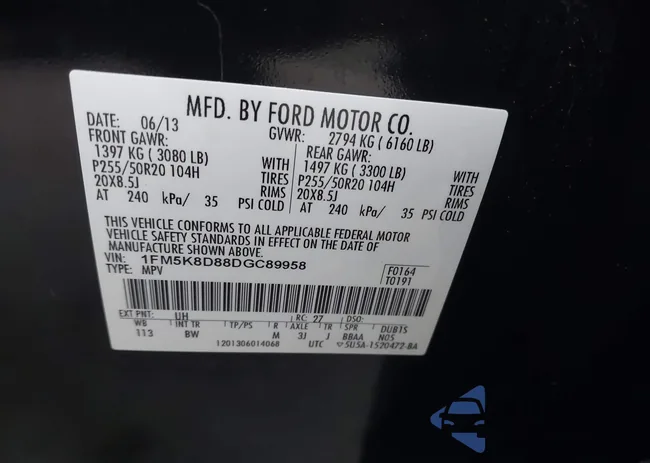 MFD. BY FORD MOTOR CO.
DATE: 06/13 GVWR: 2794 KG ( 6160 LB)
FRONT GAWR: REAR GAWR:
1397 KG ( 3080 LB) WITH 1497 KG ( 3300 LB) WITH
P255/50R20 104H TIRES P255/50R20 104H TIRES
20X8.5J RIMS 20X8.5J RIMS
AT 240 kPa/ 35 PSI COLD AT 240 kPa/ 35 PSI COLD
THIS VEHICLE CONFORMS TO ALL APPLICABLE FEDERAL MOTOR
VEHICLE SAFETY STANDARDS IN EFFECT ON THE DATE OF
MANUFACTURE SHOWN ABOVE.
VIN: 1FM5K8D88DGC89958 F0164
TYPE: MPV T0191
EXT PNT: UH RC: 27 DSO:
WB INT TR TP/PS R AXLE TR SPR DUB1S
113 BW M 3J J BBAA NOS
1201306014068 UTC SU5A-1520472-BA